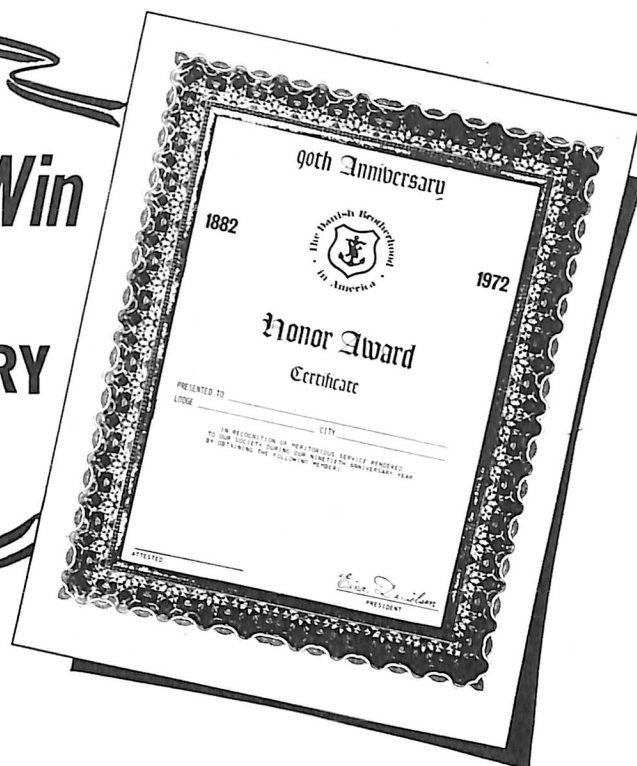 Win
RY
90th Anniversary
1882
The Danish Brotherhood
In America
1972
Honor Award
Certificate
PRESENTED TO
LODGE CITY
IN RECOGNITION OF MERITORIOUS SERVICE RENDERED
TO OUR SOCIETY DURING OUR NINETIETH ANNIVERSARY YEAR
BY OBTAINING THE FOLLOWING MEMBER:
ATTESTED
Einar Danielsen
PRESIDENT